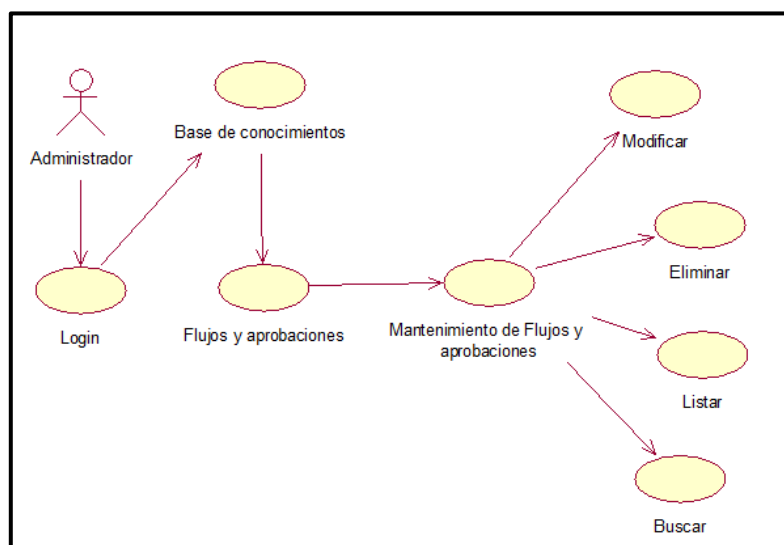 Administrador
Base de conocimientos
Modificar
Login
Flujos y aprobaciones
Mantenimiento de Flujos y
aprobaciones
Eliminar
Listar
Buscar